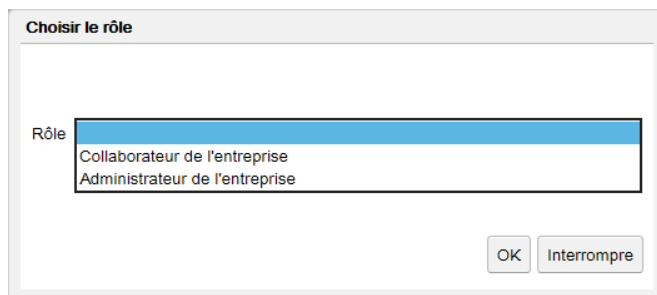 Choisir le rôle
Rôle
Collaborateur de l'entreprise
Administrateur de l'entreprise
OK Interrompre